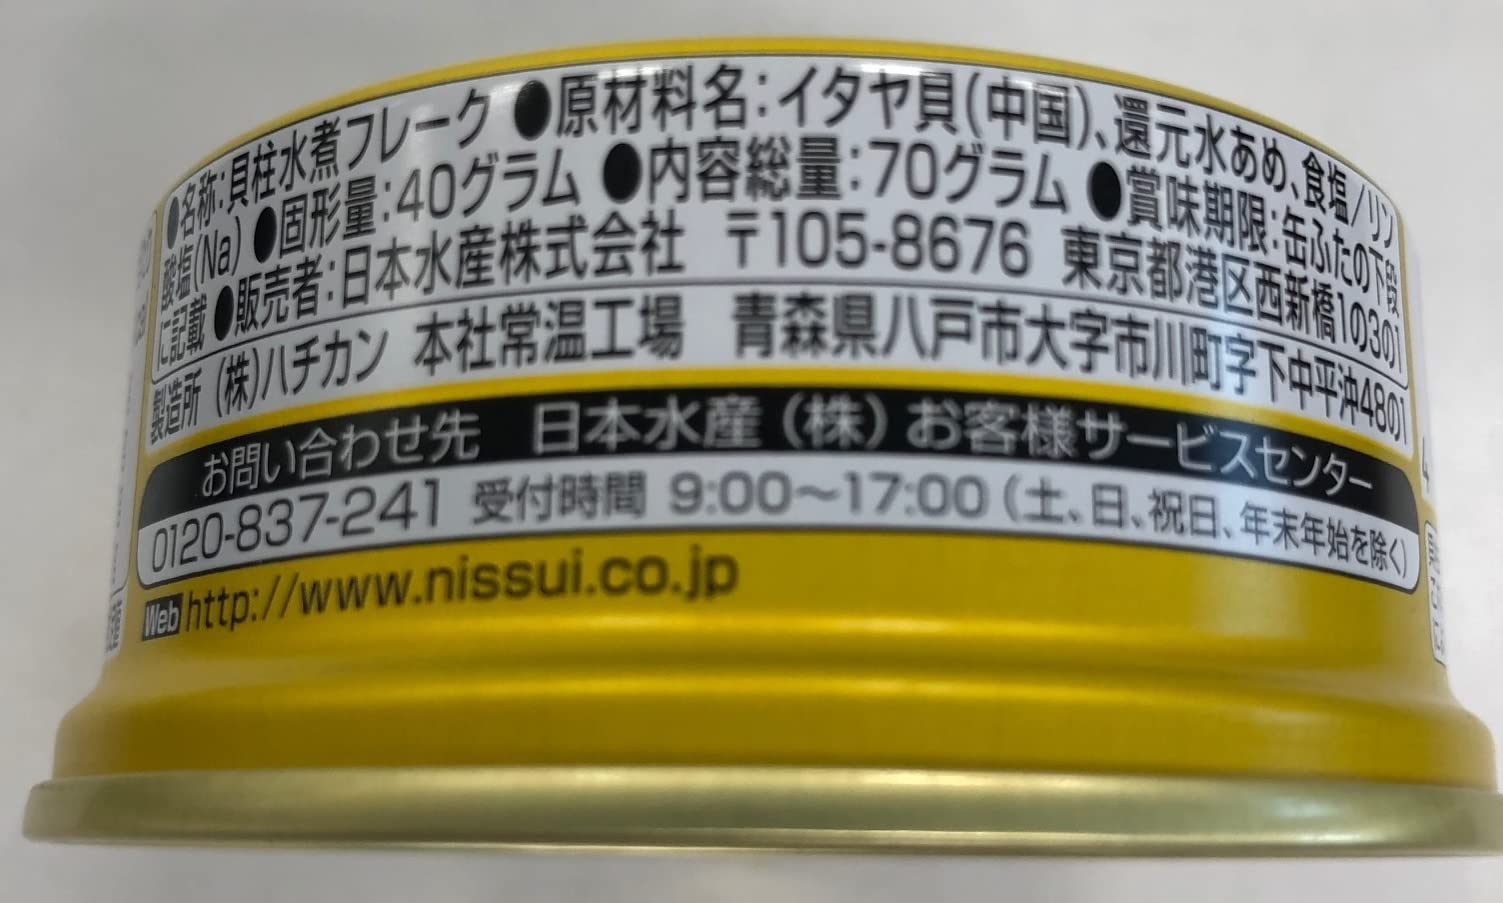 ●名称:貝柱水煮フレーク ●原材料名:イタヤ貝(中国)、還元水あめ、食塩/リン
酸塩(Na) ●固形量:40グラム ●内容総量:70グラム ●賞味期限:缶ふたの下段
に記載 ●販売者:日本水産株式会社 〒105-8676 東京都港区西新橋1の3の1
製造所 (株)ハチカン 本社常温工場 青森県八戸市大字市川町字下中平沖48の1
お問い合わせ先 日本水産(株)お客様サービスセンター
0120-837-241 受付時間 9:00〜17:00(土、日、祝日、年末年始を除く)
Web http://www.nissui.co.jp